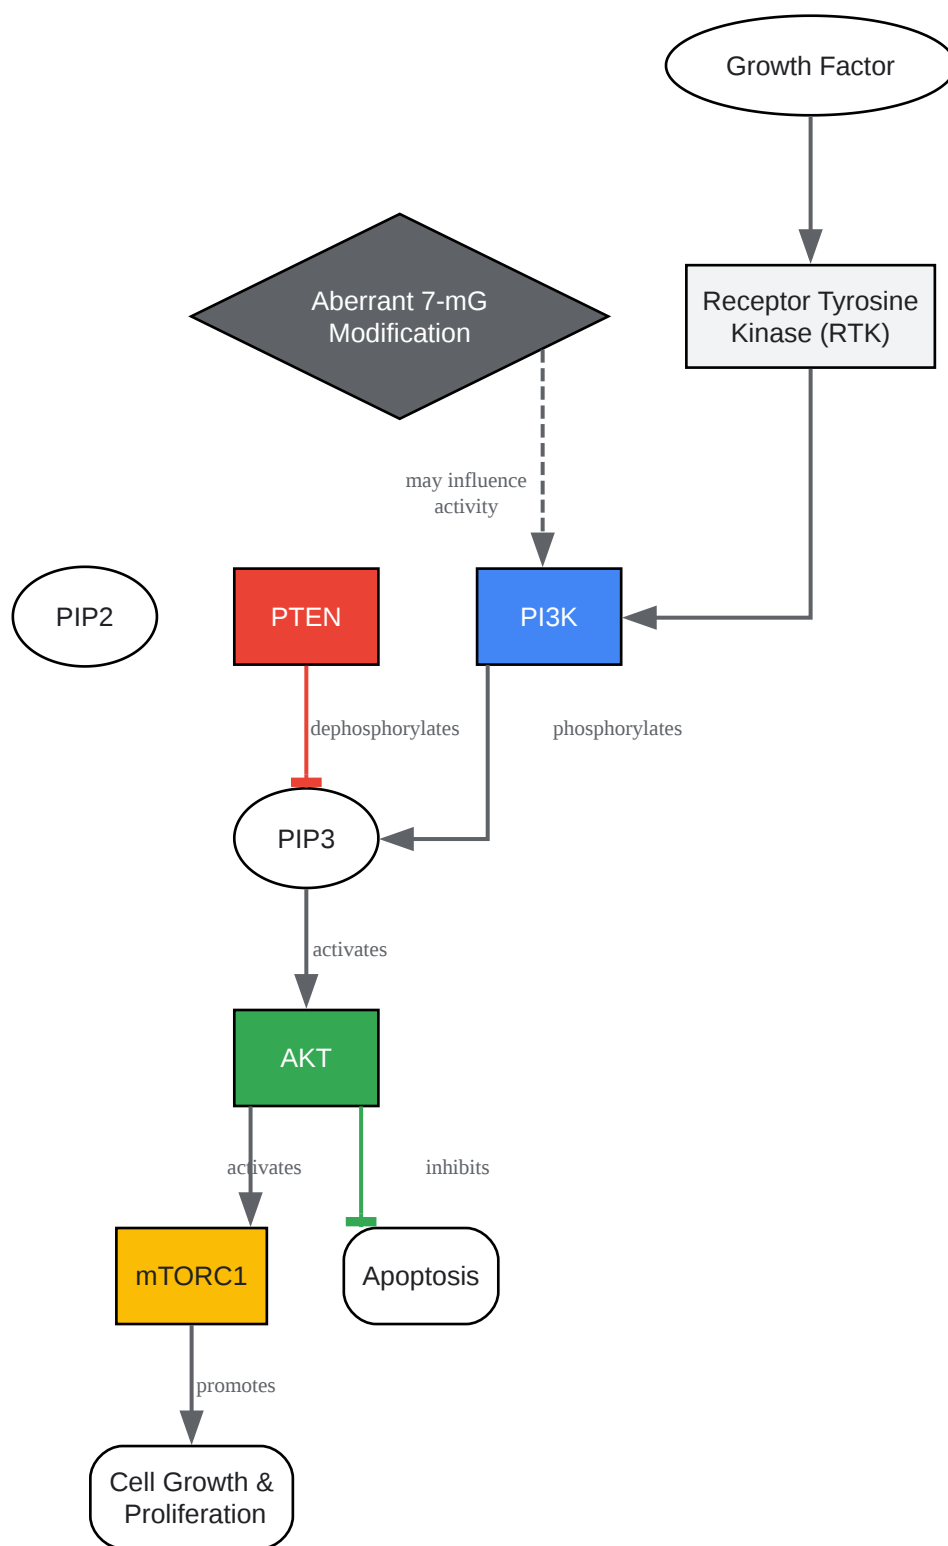 Growth Factor
Aberrant 7-mG
Modification
Receptor Tyrosine
Kinase (RTK)
may influence
activity
PIP2
PTEN
PI3K
dephosphorylates
phosphorylates
PIP3
activates
AKT
activates
inhibits
mTORC1
Apoptosis
promotes
Cell Growth &
Proliferation